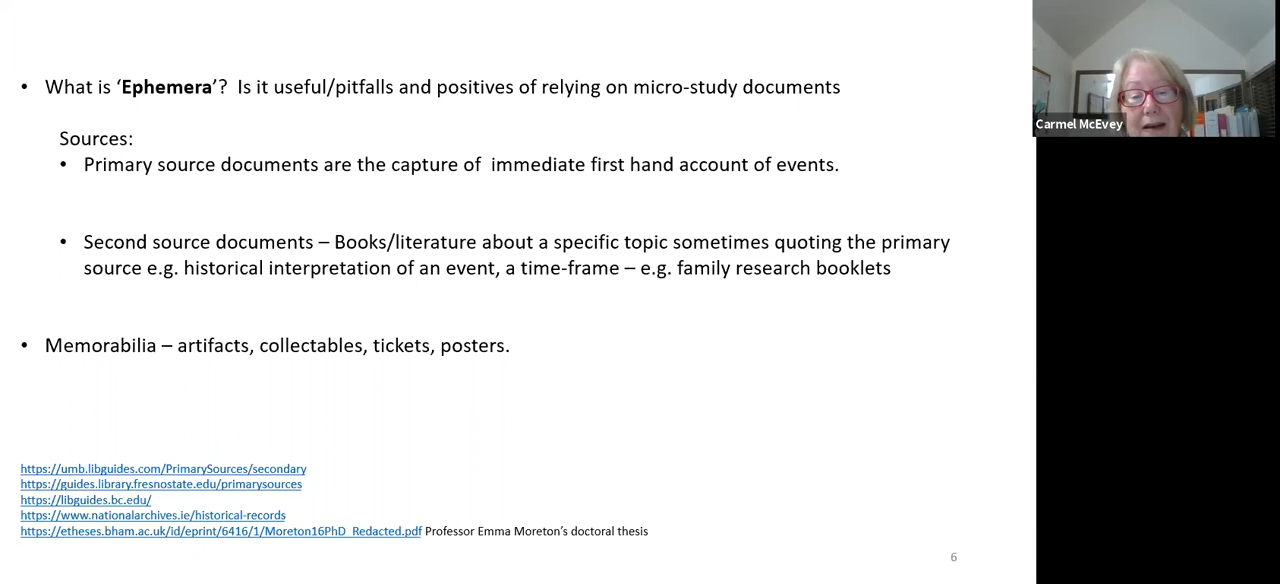 • What is ‘Ephemera’? Is it useful/pitfalls and positives of relying on micro-study documents
Sources:
• Primary source documents are the capture of immediate first hand account of events.
• Second source documents – Books/literature about a specific topic sometimes quoting the primary
source e.g. historical interpretation of an event, a time-frame – e.g. family research booklets
• Memorabilia – artifacts, collectables, tickets, posters.
https://umb.libguides.com/PrimarySources/secondary
https://guides.library.fresnostate.edu/primarysources
https://libguides.bc.edu/
https://www.nationalarchives.ie/historical-records
https://etheses.bham.ac.uk/id/eprint/6416/1/Moreton16PhD_Redacted.pdf Professor Emma Moreton’s doctoral thesis
6
Carmel McEvey